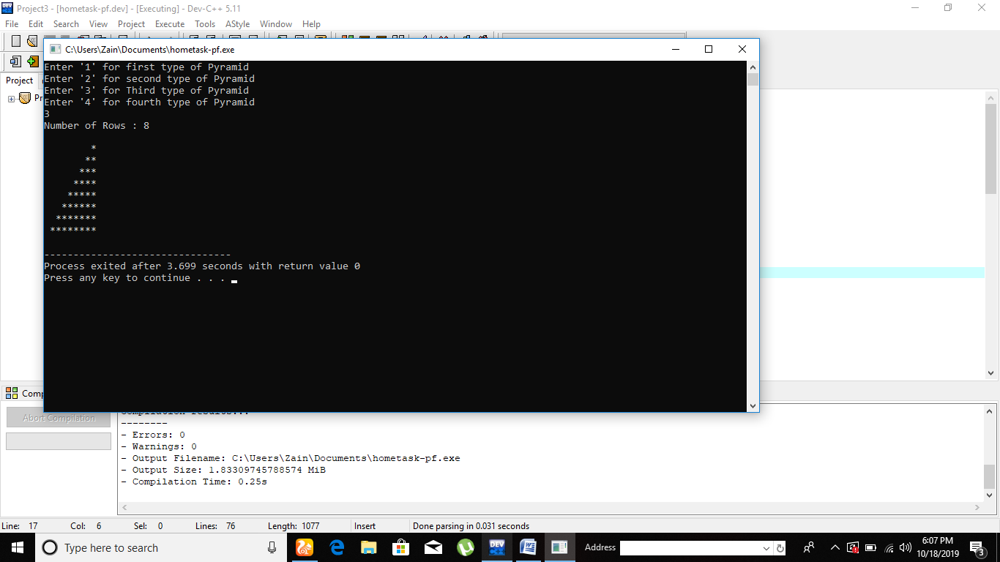 Project3 - [hometask-pf.dev] - [Executing] - Dev-C++ 5.11
File Edit Search View Project Execute Tools AStyle Window Help
C:\Users\Zain\Documents\hometask-pf.exe
Project
Enter '1' for first type of Pyramid
Enter '2' for second type of Pyramid
Enter '3' for Third type of Pyramid
Enter '4' for fourth type of Pyramid
3
Number of Rows : 8
        *
       **
      ***
     ****
    *****
   ******
  *******
 ********
--------------------------------
Process exited after 3.699 seconds with return value 0
Press any key to continue . . .
Abort Compilation
Compilation results...
--------
- Errors: 0
- Warnings: 0
- Output Filename: C:\Users\Zain\Documents\hometask-pf.exe
- Output Size: 1.83309745788574 MiB
- Compilation Time: 0.25s
Line: 17 Col: 6 Sel: 0 Lines: 76 Length: 1077 Insert Done parsing in 0.031 seconds
Type here to search
DEV
Address
6:07 PM
10/18/2019
3